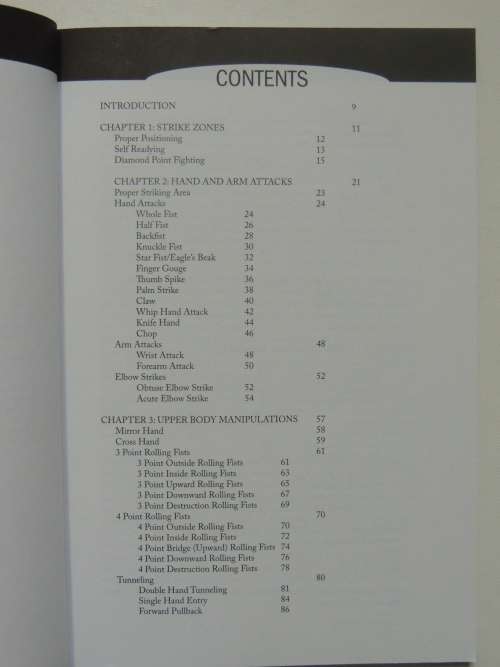 CONTENTS
INTRODUCTION 9
CHAPTER 1: STRIKE ZONES 11
Proper Positioning 12
Self Readying 13
Diamond Point Fighting 15
CHAPTER 2: HAND AND ARM ATTACKS 21
Proper Striking Area 23
Hand Attacks 24
Whole Fist 24
Half Fist 26
Backfist 28
Knuckle Fist 30
Star Fist/Eagle's Beak 32
Finger Gouge 34
Thumb Spike 36
Palm Strike 38
Claw 40
Whip Hand Attack 42
Knife Hand 44
Chop 46
Arm Attacks 48
Wrist Attack 48
Forearm Attack 50
Elbow Strikes 52
Obtuse Elbow Strike 52
Acute Elbow Strike 54
CHAPTER 3: UPPER BODY MANIPULATIONS 57
Mirror Hand 58
Cross Hand 59
3 Point Rolling Fists 61
3 Point Outside Rolling Fists 61
3 Point Inside Rolling Fists 63
3 Point Upward Rolling Fists 65
3 Point Downward Rolling Fists 67
3 Point Destruction Rolling Fists 69
4 Point Rolling Fists 70
4 Point Outside Rolling Fists 70
4 Point Inside Rolling Fists 72
4 Point Bridge (Upward) Rolling Fists 74
4 Point Downward Rolling Fists 76
4 Point Destruction Rolling Fists 78
Tunneling 80
Double Hand Tunneling 81
Single Hand Entry 84
Forward Pullback 86